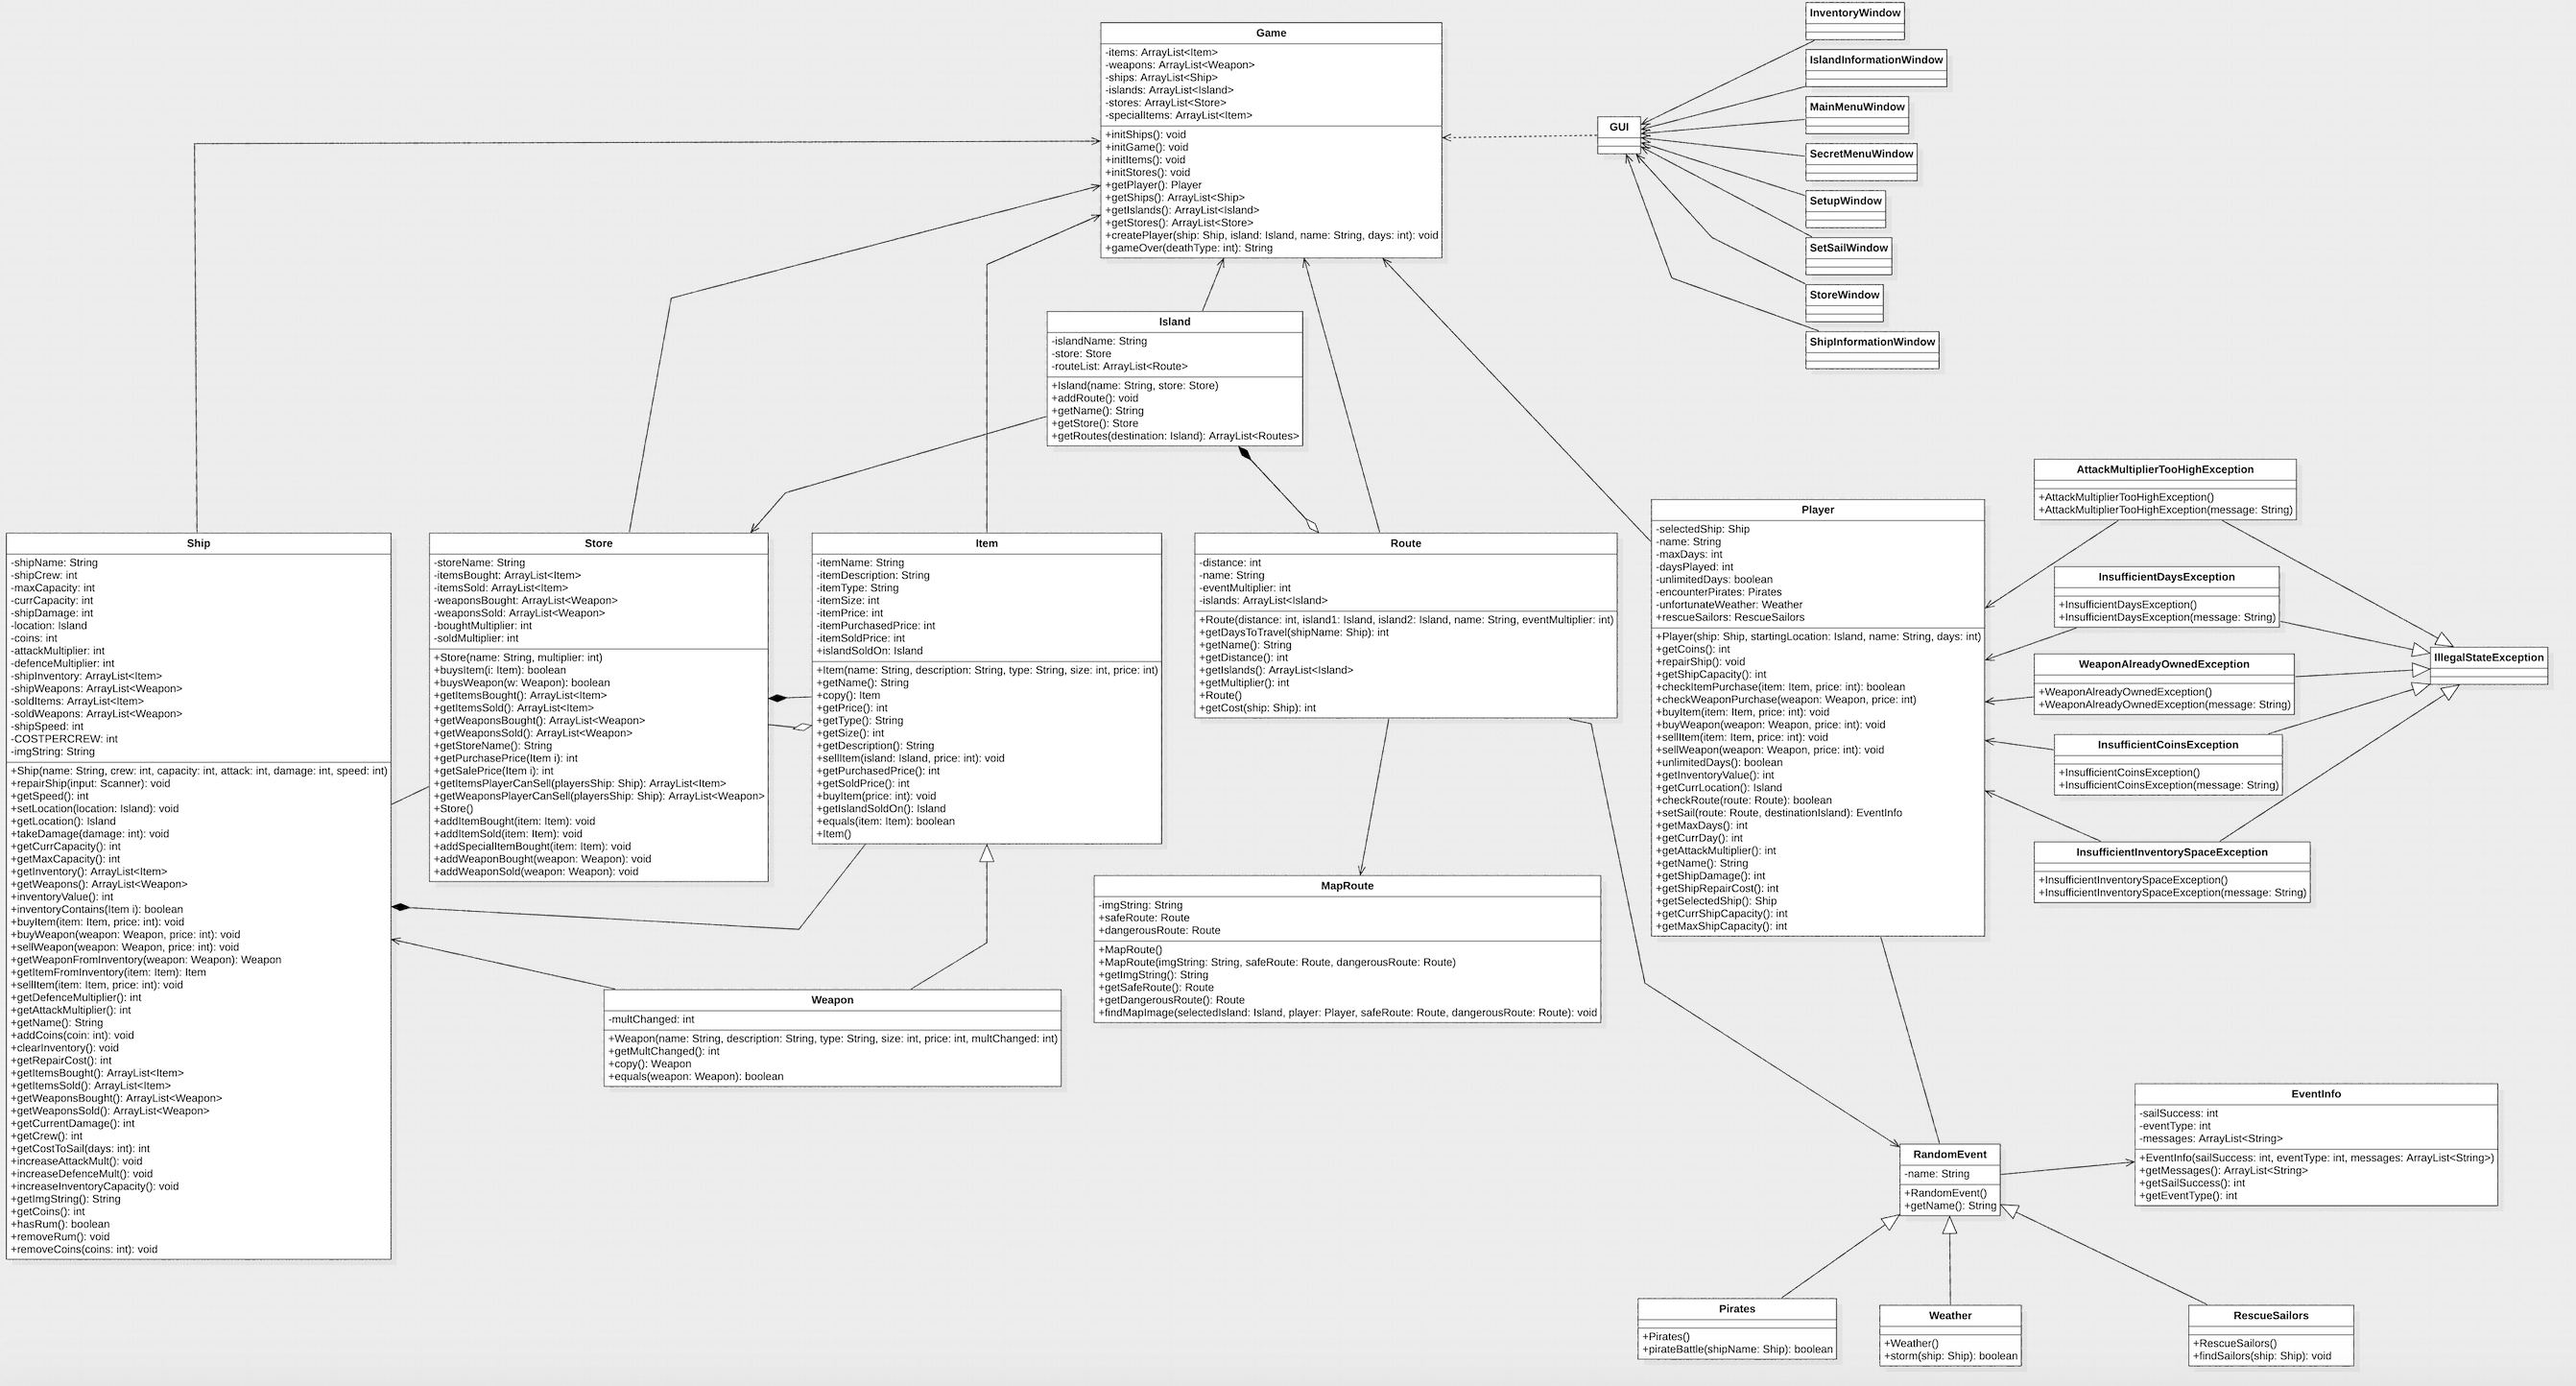 Game
-items: ArrayList<Item>
-weapons: ArrayList<Weapon>
-ships: ArrayList<Ship>
-islands: ArrayList<Island>
-stores: ArrayList<Store>
-specialItems: ArrayList<Item>
+initShips(): void
+initGame(): void
+initItems(): void
+initStores(): void
+getPlayer(): Player
+getShips(): ArrayList<Ship>
+getIslands(): ArrayList<Island>
+getStores(): ArrayList<Store>
+createPlayer(ship: Ship, island: Island, name: String, days: int): void
+gameOver(deathType: int): String
GUI
InventoryWindow
IslandInformationWindow
MainMenuWindow
SecretMenuWindow
SetupWindow
SetSailWindow
StoreWindow
ShipInformationWindow
Island
-islandName: String
-store: Store
-routeList: ArrayList<Route>
+Island(name: String, store: Store)
+addRoute(): void
+getName(): String
+getStore(): Store
+getRoutes(destination: Island): ArrayList<Routes>
Ship
-shipName: String
-shipCrew: int
-maxCapacity: int
-currCapacity: int
-shipDamage: int
-location: Island
-coins: int
-attackMultiplier: int
-defenceMultiplier: int
-shipInventory: ArrayList<Item>
-shipWeapons: ArrayList<Weapon>
-soldItems: ArrayList<Item>
-soldWeapons: ArrayList<Weapon>
-shipSpeed: int
-COSTPERCREW: int
-imgString: String
+Ship(name: String, crew: int, capacity: int, attack: int, damage: int, speed: int)
+repairShip(input: Scanner): void
+getSpeed(): int
+setLocation(location: Island): void
+getLocation(): Island
+takeDamage(damage: int): void
+getCurrCapacity(): int
+getMaxCapacity(): int
+getInventory(): ArrayList<Item>
+getWeapons(): ArrayList<Weapon>
+inventoryValue(): int
+inventoryContains(Item i): boolean
+buyItem(item: Item, price: int): void
+buyWeapon(weapon: Weapon, price: int): void
+sellWeapon(weapon: Weapon, price: int): void
+getWeaponFromInventory(weapon: Weapon): Weapon
+getItemFromInventory(item: Item): Item
+sellItem(item: Item, price: int): void
+getDefenceMultiplier(): int
+getAttackMultiplier(): int
+getName(): String
+addCoins(coin: int): void
+clearInventory(): void
+getRepairCost(): int
+getItemsBought(): ArrayList<Item>
+getItemsSold(): ArrayList<Item>
+getWeaponsBought(): ArrayList<Weapon>
+getWeaponsSold(): ArrayList<Weapon>
+getCurrentDamage(): int
+getCrew(): int
+getCostToSail(days: int): int
+increaseAttackMult(): void
+increaseDefenceMult(): void
+increaseInventoryCapacity(): void
+getImgString(): String
+getCoins(): int
+hasRum(): boolean
+removeRum(): void
+removeCoins(coins: int): void
Store
-storeName: String
-itemsBought: ArrayList<Item>
-itemsSold: ArrayList<Item>
-weaponsBought: ArrayList<Weapon>
-weaponsSold: ArrayList<Weapon>
-boughtMultiplier: int
-soldMultiplier: int
+Store(name: String, multiplier: int)
+buysItem(i: Item): boolean
+buysWeapon(w: Weapon): boolean
+getItemsBought(): ArrayList<Item>
+getItemsSold(): ArrayList<Item>
+getWeaponsBought(): ArrayList<Weapon>
+getWeaponsSold(): ArrayList<Weapon>
+getStoreName(): String
+getPurchasePrice(Item i): int
+getSalePrice(Item i): int
+getItemsPlayerCanSell(playersShip: Ship): ArrayList<Item>
+getWeaponsPlayerCanSell(playersShip: Ship): ArrayList<Weapon>
+Store()
+addItemBought(item: Item): void
+addItemSold(item: Item): void
+addSpecialItemBought(item: Item): void
+addWeaponBought(weapon: Weapon): void
+addWeaponSold(weapon: Weapon): void
Item
-itemName: String
-itemDescription: String
-itemType: String
-itemSize: int
-itemPrice: int
-itemPurchasedPrice: int
-itemSoldPrice: int
-islandSoldOn: Island
+Item(name: String, description: String, type: String, size: int, price: int)
+getName(): String
+copy(): Item
+getPrice(): int
+getType(): String
+getSize(): int
+getDescription(): String
+sellItem(island: Island, price: int): void
+getPurchasedPrice(): int
+getSoldPrice(): int
+buyItem(price: int): void
+getIslandSoldOn(): Island
+equals(item: Item): boolean
+Item()
Route
-distance: int
-name: String
-eventMultiplier: int
-islands: ArrayList<Island>
+Route(distance: int, island1: Island, island2: Island, name: String, eventMultiplier: int)
+getDaysToTravel(shipName: Ship): int
+getName(): String
+getDistance(): int
+getIslands(): ArrayList<Island>
+getMultiplier(): int
+Route()
+getCost(ship: Ship): int
Player
-selectedShip: Ship
-name: String
-maxDays: int
-daysPlayed: int
-unlimitedDays: boolean
-encounterPirates: Pirates
-unfortunateWeather: Weather
+rescueSailors: RescueSailors
+Player(ship: Ship, startingLocation: Island, name: String, days: int)
+getCoins(): int
+repairShip(): void
+getShipCapacity(): int
+checkItemPurchase(item: Item, price: int): boolean
+checkWeaponPurchase(weapon: Weapon, price: int)
+buyItem(item: Item, price: int): void
+buyWeapon(weapon: Weapon, price: int): void
+sellItem(item: Item, price: int): void
+sellWeapon(weapon: Weapon, price: int): void
+unlimitedDays(): boolean
+getInventoryValue(): int
+getCurrLocation(): Island
+checkRoute(route: Route): boolean
+setSail(route: Route, destinationIsland): EventInfo
+getMaxDays(): int
+getCurrDay(): int
+getAttackMultiplier(): int
+getName(): String
+getShipDamage(): int
+getShipRepairCost(): int
+getSelectedShip(): Ship
+getCurrShipCapacity(): int
+getMaxShipCapacity(): int
AttackMultiplierTooHighException
+AttackMultiplierTooHighException()
+AttackMultiplierTooHighException(message: String)
InsufficientDaysException
+InsufficientDaysException()
+InsufficientDaysException(message: String)
WeaponAlreadyOwnedException
+WeaponAlreadyOwnedException()
+WeaponAlreadyOwnedException(message: String)
InsufficientCoinsException
+InsufficientCoinsException()
+InsufficientCoinsException(message: String)
InsufficientInventorySpaceException
+InsufficientInventorySpaceException()
+InsufficientInventorySpaceException(message: String)
IllegalStateException
Weapon
-multChanged: int
+Weapon(name: String, description: String, type: String, size: int, price: int, multChanged: int)
+getMultChanged(): int
+copy(): Weapon
+equals(weapon: Weapon): boolean
MapRoute
-imgString: String
+safeRoute: Route
+dangerousRoute: Route
+MapRoute()
+MapRoute(imgString: String, safeRoute: Route, dangerousRoute: Route)
+getImgString(): String
+getSafeRoute(): Route
+getDangerousRoute(): Route
+findMapImage(selectedIsland: Island, player: Player, safeRoute: Route, dangerousRoute: Route): void
RandomEvent
-name: String
+RandomEvent()
+getName(): String
EventInfo
-sailSuccess: int
-eventType: int
-messages: ArrayList<String>
+EventInfo(sailSuccess: int, eventType: int, messages: ArrayList<String>)
+getMessages(): ArrayList<String>
+getSailSuccess(): int
+getEventType(): int
Pirates
+Pirates()
+pirateBattle(shipName: Ship): boolean
Weather
+Weather()
+storm(ship: Ship): boolean
RescueSailors
+RescueSailors()
+findSailors(ship: Ship): void